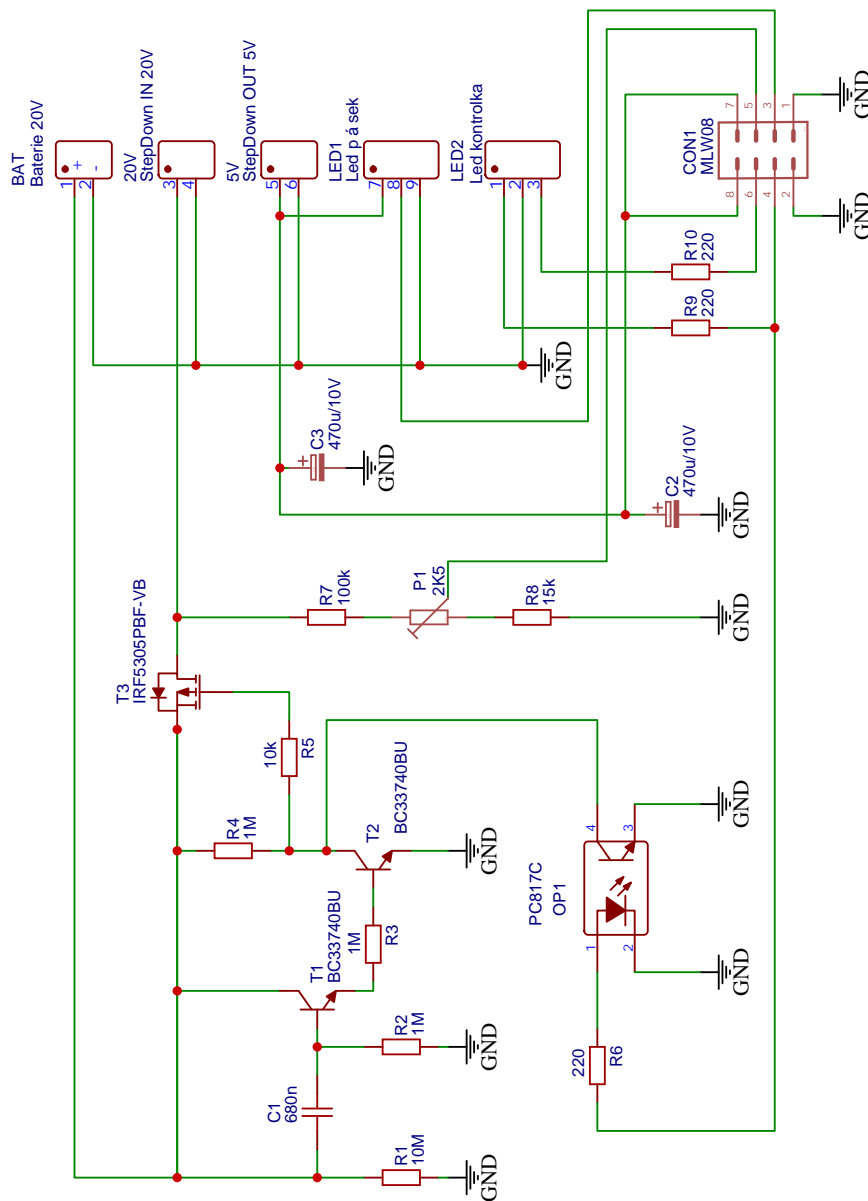 BAT
Baterie 20V
1
+
2
-
20V
StepDown IN 20V
3
4
5V
StepDown OUT 5V
5
6
LED1
Led p á sek
7
8
9
LED2
Led kontrolka
1
2
3
CON1
MLW08
8
7
6
5
4
3
2
1
GND
GND
R10
220
R9
220
GND
C3
470u/10V
+
GND
C2
470u/10V
+
GND
T3
IRF5305PBF-VB
R7
100k
P1
2K5
R8
15k
GND
10k
R5
R4
1M
T2
BC33740BU
GND
T1
BC33740BU
1M
R3
R2
1M
GND
C1
680n
R1
10M
GND
PC817C
OP1
1
2
4
3
GND
GND
220
R6